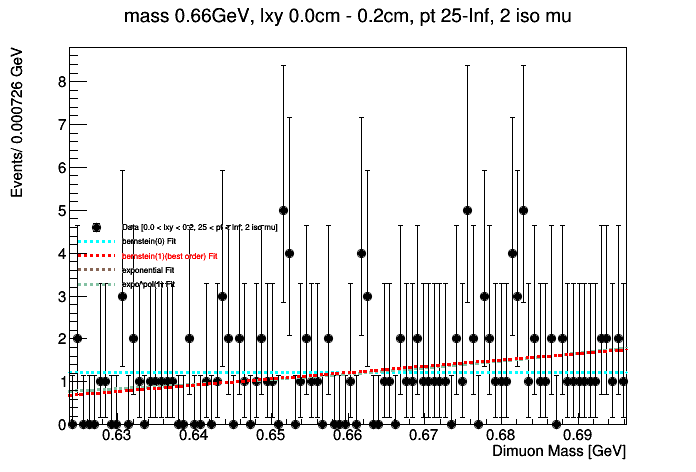 mass 0.66GeV, lxy 0.0cm - 0.2cm, pt 25-Inf, 2 iso mu
Events/ 0.000726 GeV
8
7
6
5
4
3
2
1
0
Data [0.0 < lxy < 0.2, 25 < pt < Inf, 2 iso mu]
bernstein(0) Fit
bernstein(1)(best order) Fit
exponential Fit
expo*pol(1) Fit
0.63 0.64 0.65 0.66 0.67 0.68 0.69
Dimuon Mass [GeV]